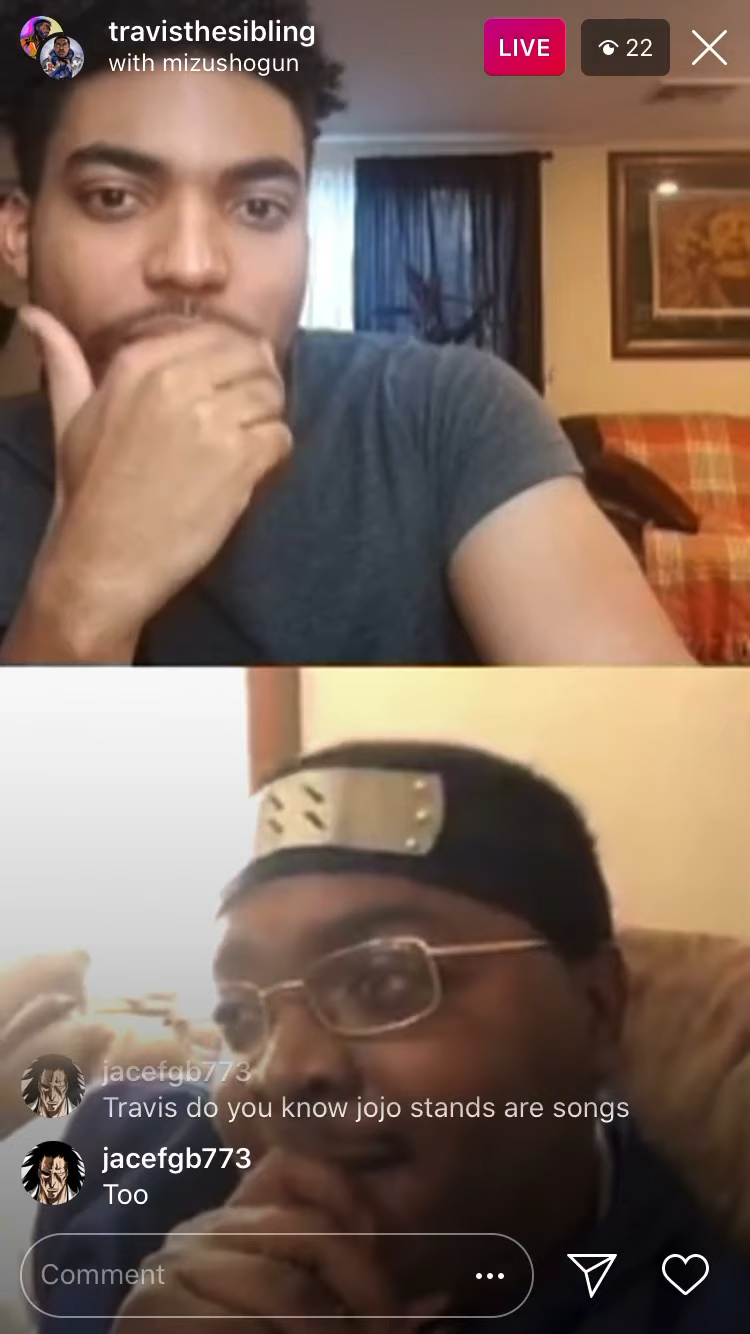 travisthesibling
LIVE
22
with mizushogun
jacefgb773
Travis do you know jojo stands are songs
jacefgb773
Too
Comment